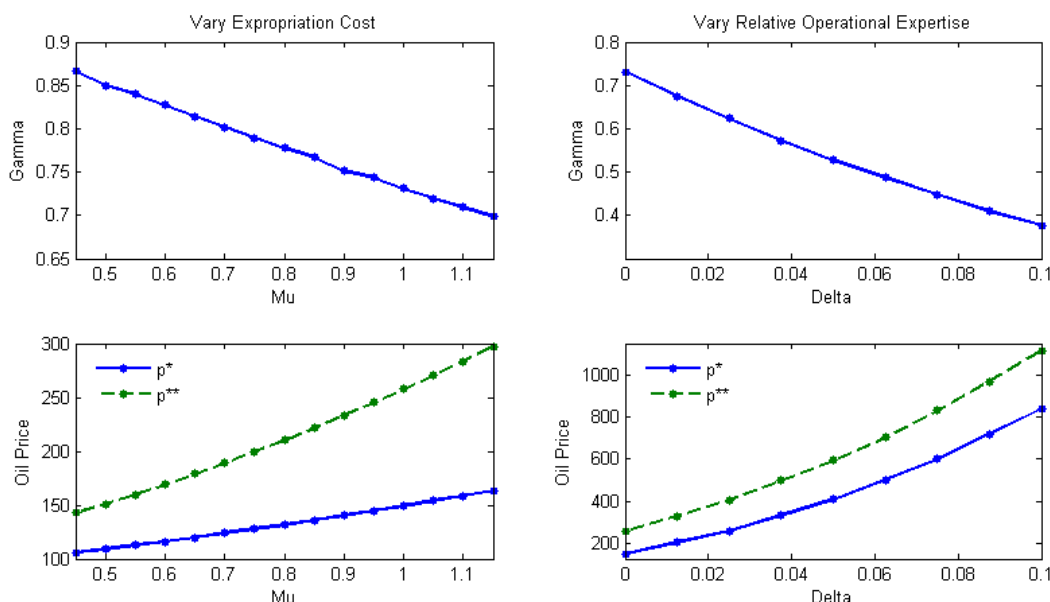 Vary Expropriation Cost
0.9
0.85
0.8
0.75
0.7
0.65
Gamma
0.5 0.6 0.7 0.8 0.9 1 1.1
Mu
Vary Relative Operational Expertise
0.8
0.7
0.6
0.5
0.4
Gamma
0 0.02 0.04 0.06 0.08 0.1
Delta
300
250
200
150
100
Oil Price
p*
p**
0.5 0.6 0.7 0.8 0.9 1 1.1
Mu
1000
800
600
400
200
Oil Price
p*
p**
0 0.02 0.04 0.06 0.08 0.1
Delta